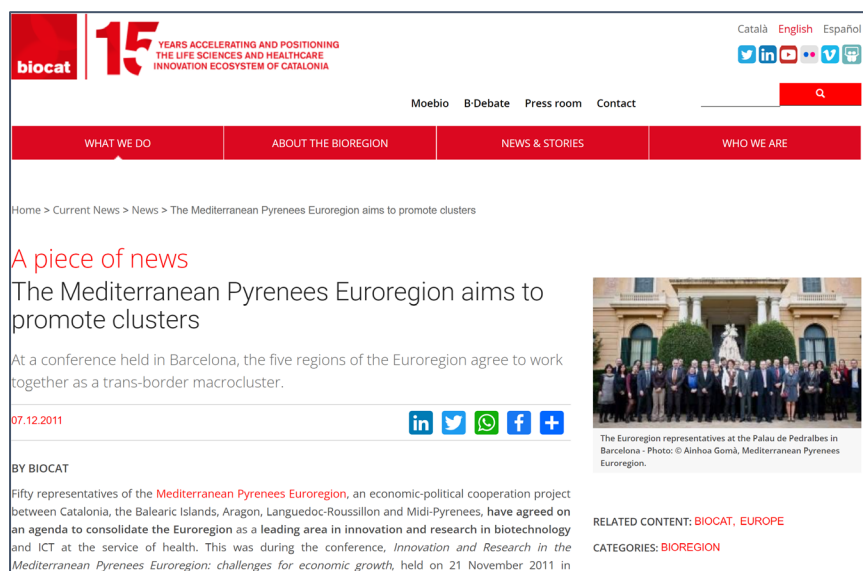 biocat
15 YEARS ACCELERATING AND POSITIONING
THE LIFE SCIENCES AND HEALTHCARE
INNOVATION ECOSYSTEM OF CATALONIA
Català English Español
Moebio B·Debate Press room Contact
WHAT WE DO
ABOUT THE BIOREGION
NEWS & STORIES
WHO WE ARE
Home > Current News > News > The Mediterranean Pyrenees Euroregion aims to promote clusters
A piece of news
The Mediterranean Pyrenees Euroregion aims to
promote clusters
At a conference held in Barcelona, the five regions of the Euroregion agree to work
together as a trans-border macrocluster.
07.12.2011
BY BIOCAT
Fifty representatives of the Mediterranean Pyrenees Euroregion, an economic-political cooperation project
between Catalonia, the Balearic Islands, Aragon, Languedoc-Roussillon and Midi-Pyrenees, have agreed on
an agenda to consolidate the Euroregion as a leading area in innovation and research in biotechnology
and ICT at the service of health. This was during the conference, Innovation and Research in the
Mediterranean Pyrenees Euroregion: challenges for economic growth, held on 21 November 2011 in
The Euroregion representatives at the Palau de Pedralbes in
Barcelona - Photo: © Ainhoa Gomà, Mediterranean Pyrenees
Euroregion.
RELATED CONTENT: BIOCAT, EUROPE
CATEGORIES: BIOREGION